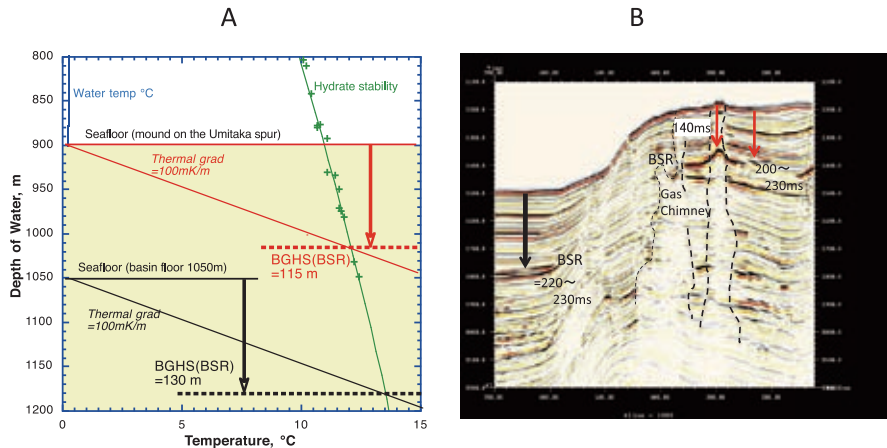 A
B
800
850
900
950
1000
1050
1100
1150
1200
Depth of Water, m
0
5
10
15
Temperature, °C
Water temp °C
Hydrate stability
Seafloor (mound on the Umitaka spur)
Thermal grad
=100mK/m
BGHS(BSR)
=115 m
Seafloor (basin floor 1050m)
Thermal grad
=100mK/m
BGHS(BSR)
=130 m
140ms
BSR
200～
230ms
Gas
Chimney
BSR
=220～
230ms